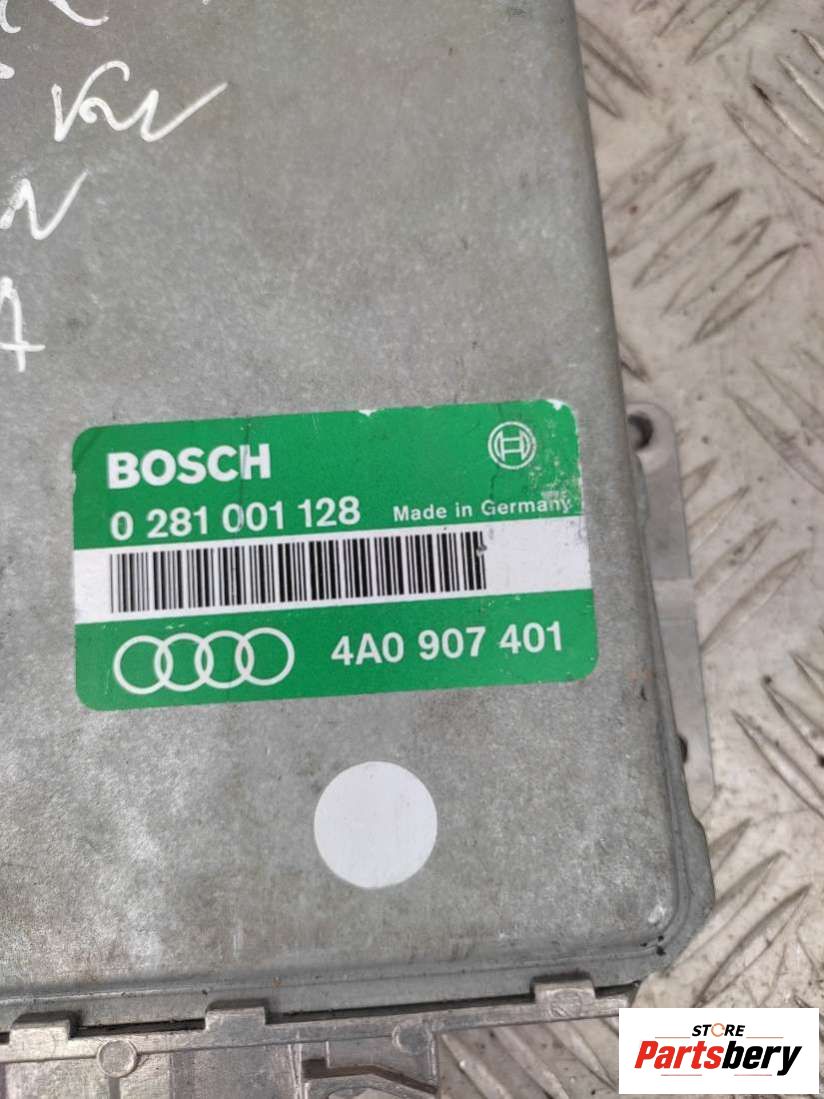 BOSCH
0 281 001 128 Made in Germany
4A0 907 401
STORE
Partsbery